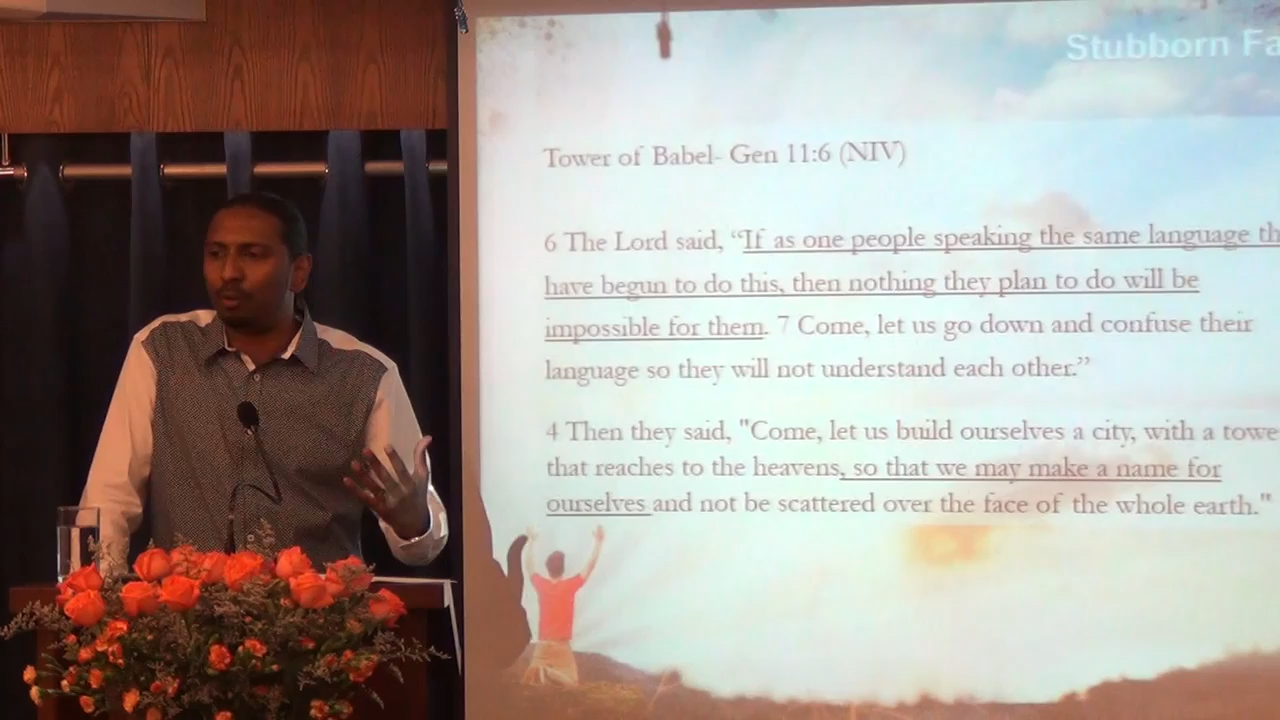 Stubborn Fa
Tower of Babel- Gen 11:6 (NIV)
6 The Lord said, “If as one people speaking the same language th
have begun to do this, then nothing they plan to do will be
impossible for them. 7 Come, let us go down and confuse their
language so they will not understand each other.”
4 Then they said, "Come, let us build ourselves a city, with a towe
that reaches to the heavens, so that we may make a name for
ourselves and not be scattered over the face of the whole earth."